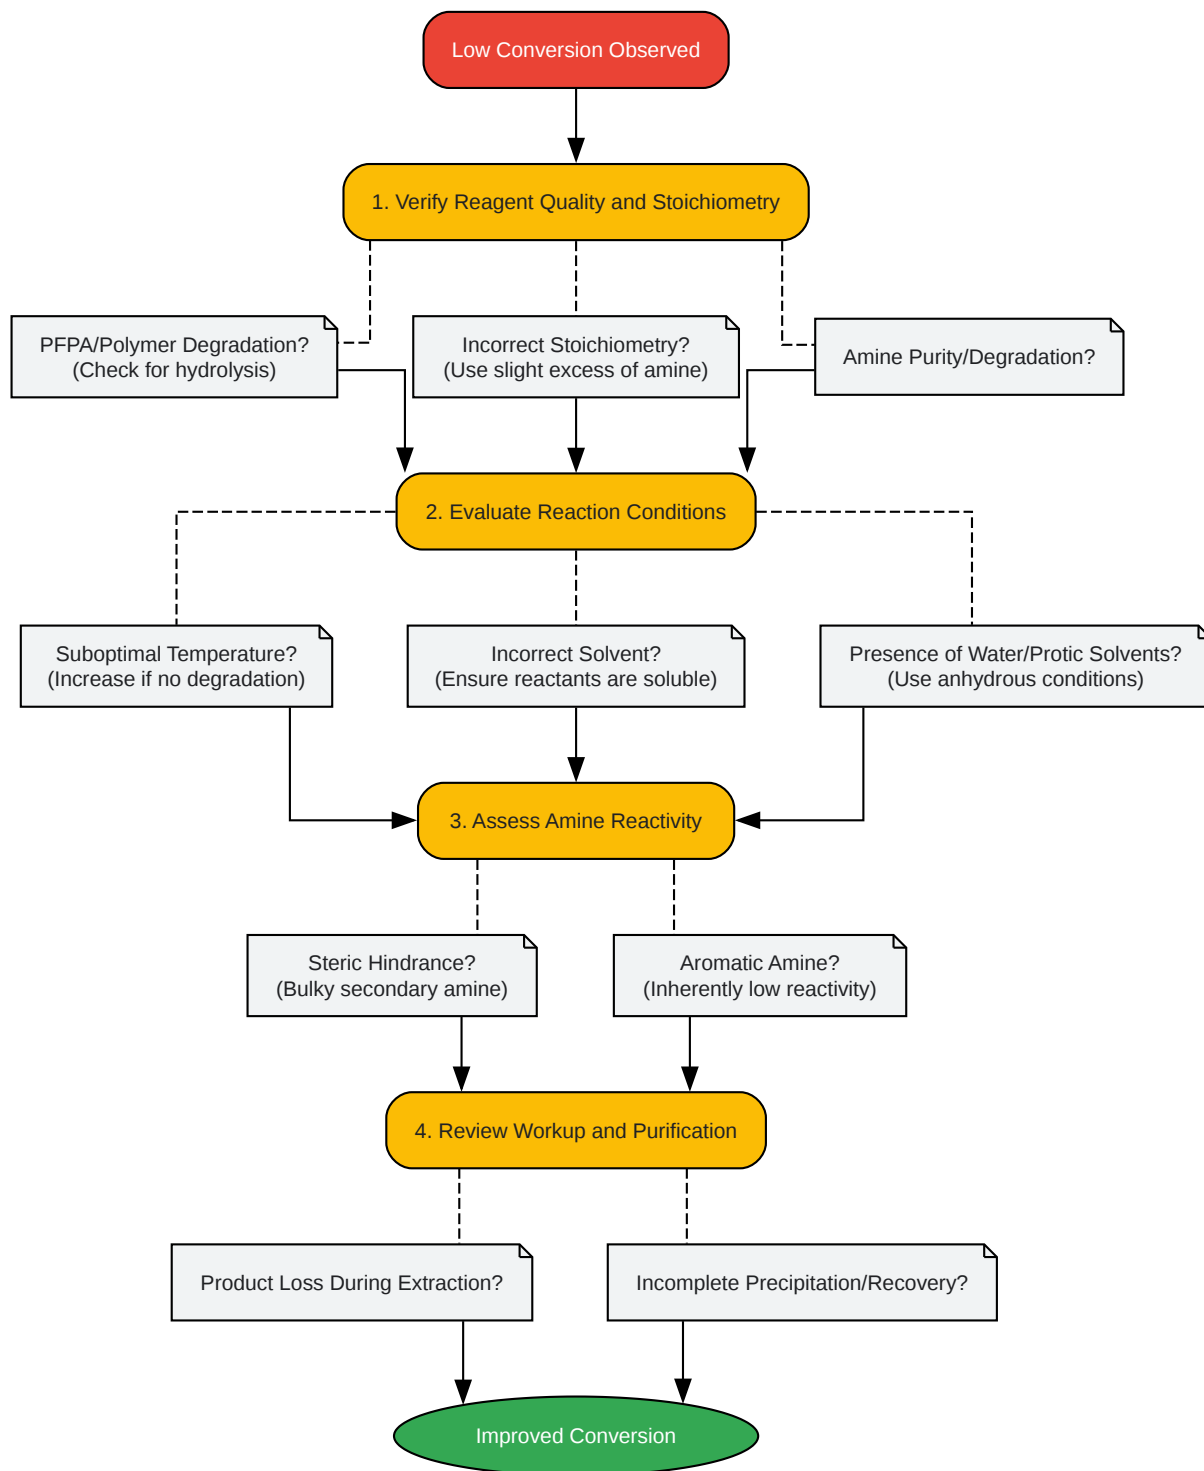 Low Conversion Observed
1. Verify Reagent Quality and Stoichiometry
PFPA/Polymer Degradation?
(Check for hydrolysis)
Incorrect Stoichiometry?
(Use slight excess of amine)
Amine Purity/Degradation?
2. Evaluate Reaction Conditions
Suboptimal Temperature?
(Increase if no degradation)
Incorrect Solvent?
(Ensure reactants are soluble)
Presence of Water/Protic Solvents?
(Use anhydrous conditions)
3. Assess Amine Reactivity
Steric Hindrance?
(Bulky secondary amine)
Aromatic Amine?
(Inherently low reactivity)
4. Review Workup and Purification
Product Loss During Extraction?
Incomplete Precipitation/Recovery?
Improved Conversion